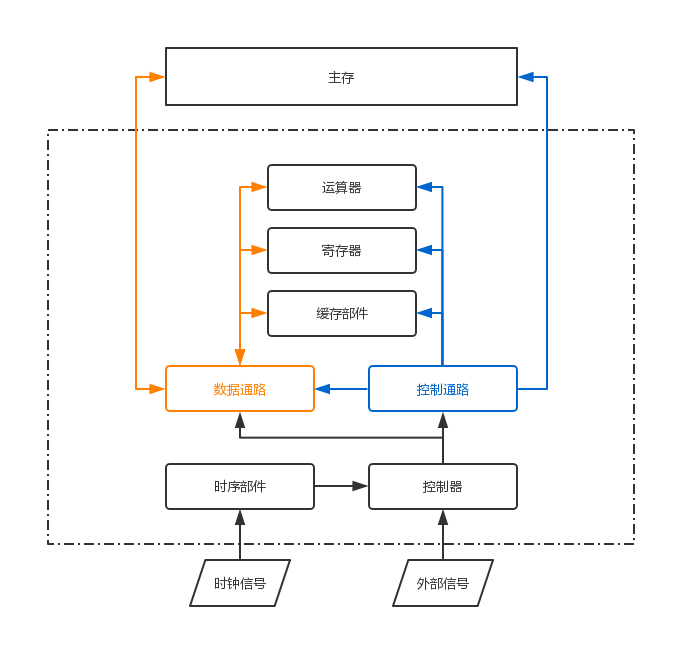 主存
运算器
寄存器
缓存部件
数据通路
控制通路
时序部件
控制器
时钟信号
外部信号